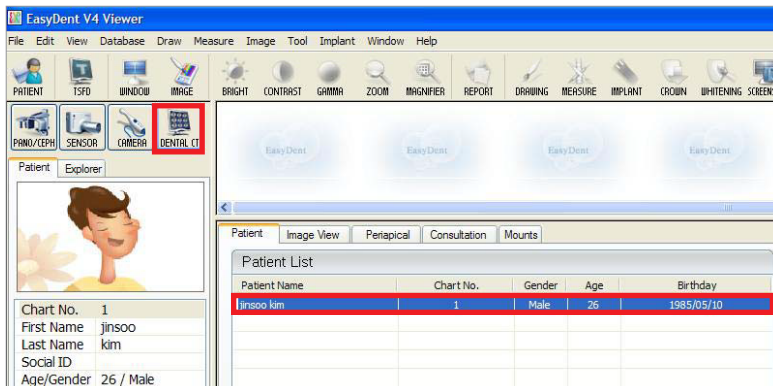 EasyDent V4 Viewer
File Edit View Database Draw Measure Image Tool Implant Window Help
PATIENT TSFD WINDOW IMAGE BRIGHT CONTRAST GAMMA ZOOM MAGNIFIER REPORT DRAWING MEASURE IMPLANT CROWN WHITENING SCREEN
PANO/CEPH SENSOR CAMERA DENTAL CT
EasyDent EasyDent EasyDent EasyDent
Patient Explorer
Patient Image View Periapical Consultation Mounts
Patient List
Patient Name Chart No. Gender Age Birthday
jinsoo kim 1 Male 26 1985/05/10
Chart No. 1
First Name jinsoo
Last Name kim
Social ID
Age/Gender 26 / Male